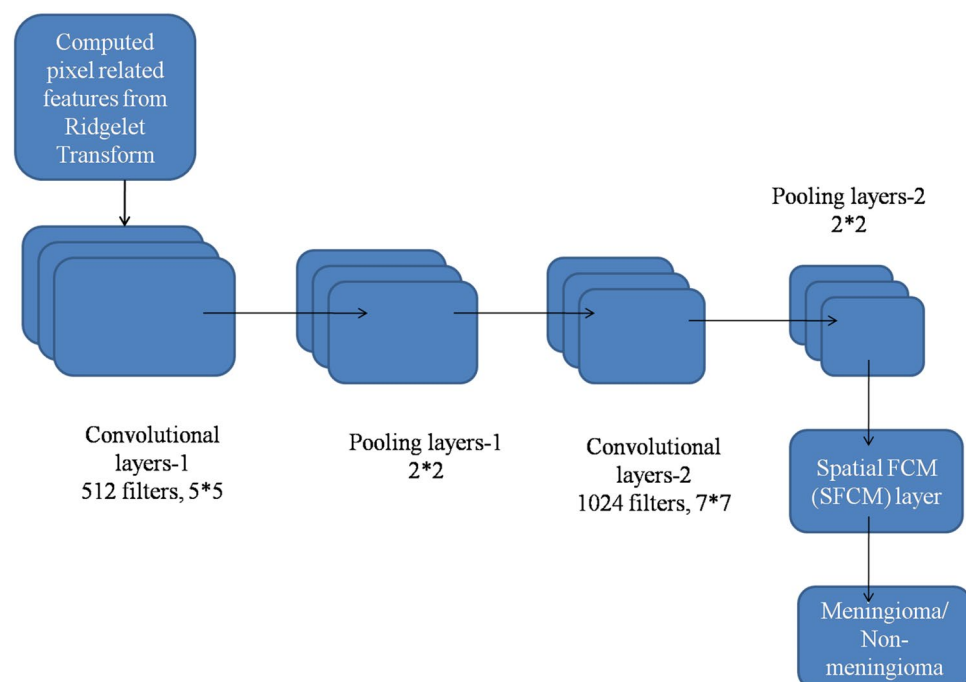 Computed
pixel related
features from
Ridgelet
Transform
Pooling layers-2
2*2
Convolutional
layers-1
512 filters, 5*5
Pooling layers-1
2*2
Convolutional
layers-2
1024 filters, 7*7
Spatial FCM
(SFCM) layer
Meningioma/
Non-
meningioma